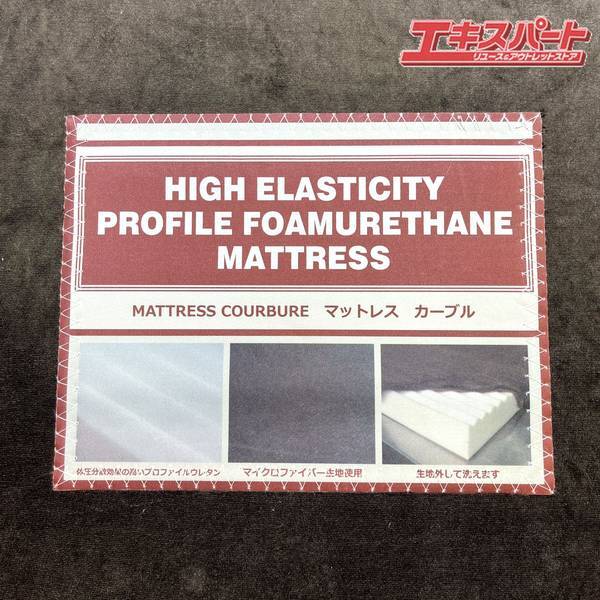 エキスパート
リユース&アウトレットストア
HIGH ELASTICITY
PROFILE FOAMURETHANE
MATTRESS
MATTRESS COURBURE マットレス カーブル
体圧分散効果の高いプロファイルウレタン
マイクロファイバー生地使用
生地外して洗えます